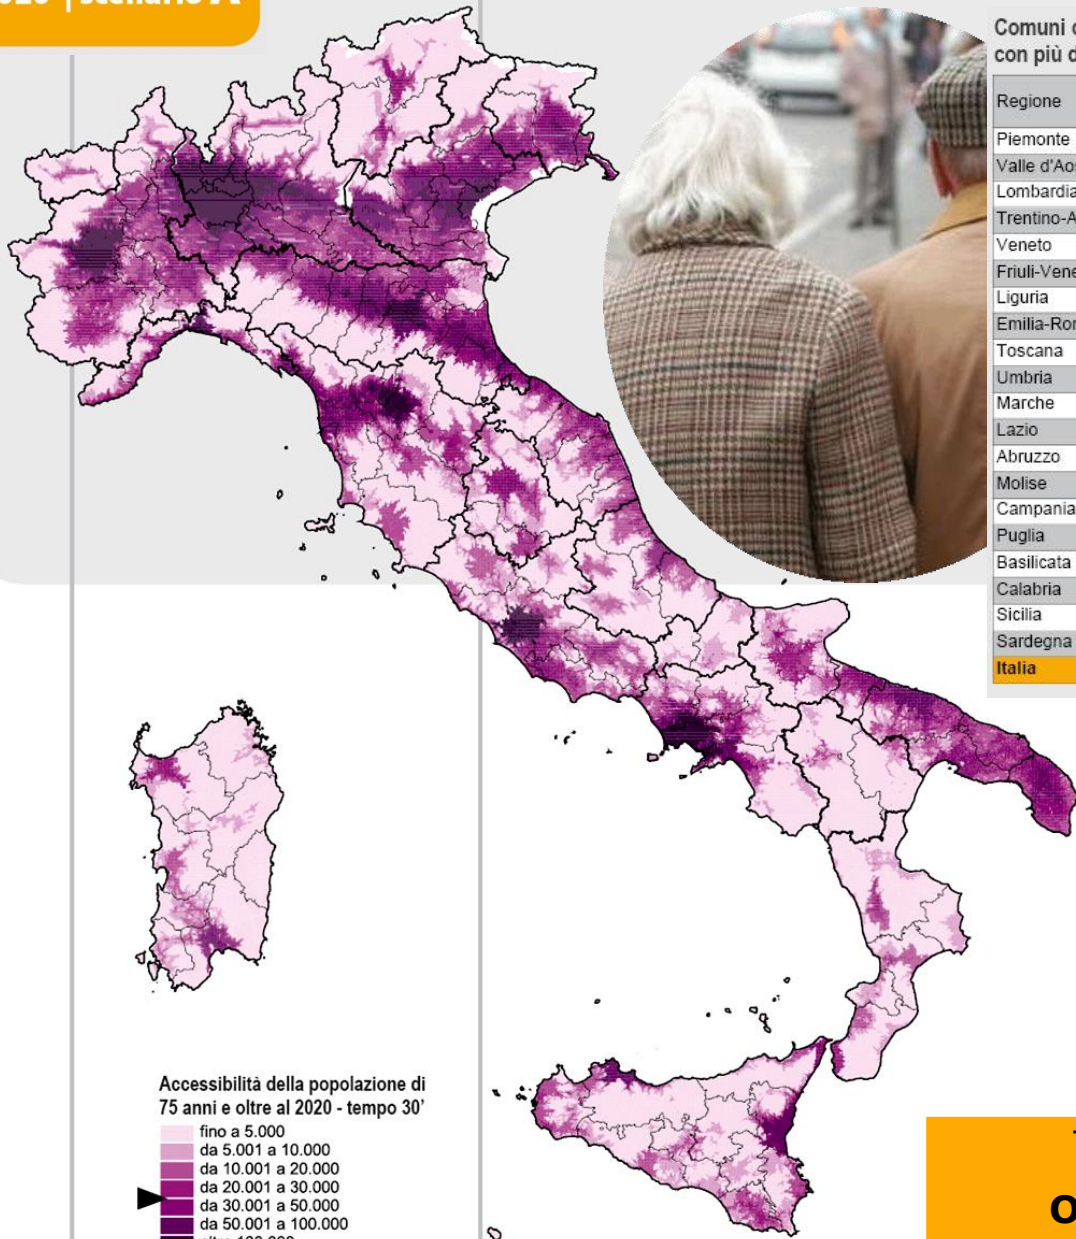 scenario A
Comuni
con più
Regione
Piemonte
Lombardia
Veneto
Liguria
Toscana
Umbria
Marche
Lazio
Abruzzo
Molise
Campania
Puglia
Basilicata
Calabria
Sicilia
Sardegna
Italia
Accessibilità della popolazione di
75 anni e oltre al 2020 - tempo 30’
fino a 5.000
da 5.001 a 10.000
da 10.001 a 20.000
da 20.001 a 30.000
da 30.001 a 50.000
da 50.001 a 100.000